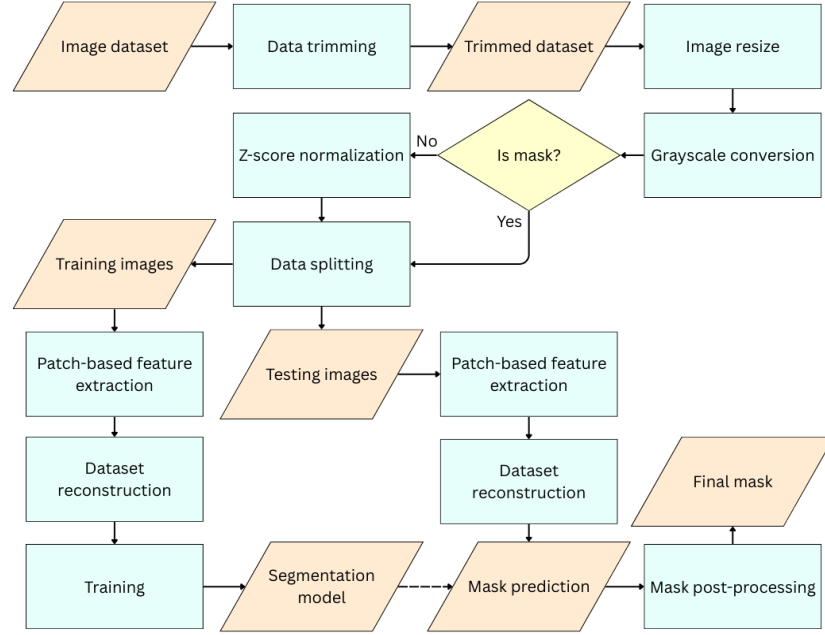 Image dataset
Data trimming
Trimmed dataset
Image resize
Z-score normalization
No
Is mask?
Grayscale conversion
Yes
Training images
Data splitting
Patch-based feature
extraction
Testing images
Patch-based feature
extraction
Dataset
reconstruction
Dataset
reconstruction
Final mask
Training
Segmentation
model
Mask prediction
Mask post-processing